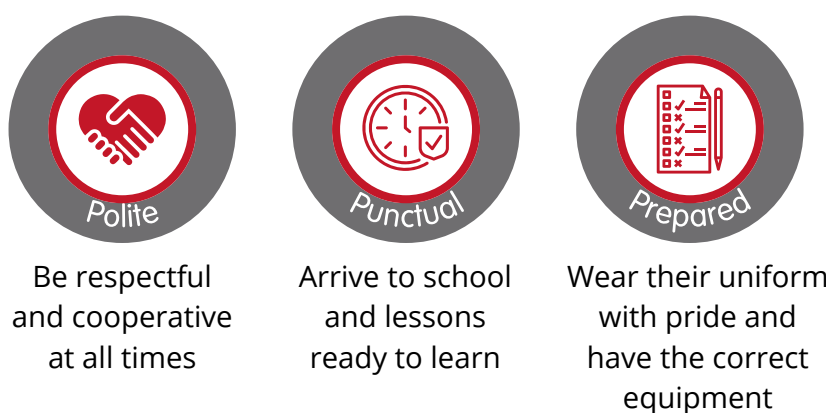 Polite
Be respectful
and cooperative
at all times
Punctual
Arrive to school
and lessons
ready to learn
Prepared
Wear their uniform
with pride and
have the correct
equipment